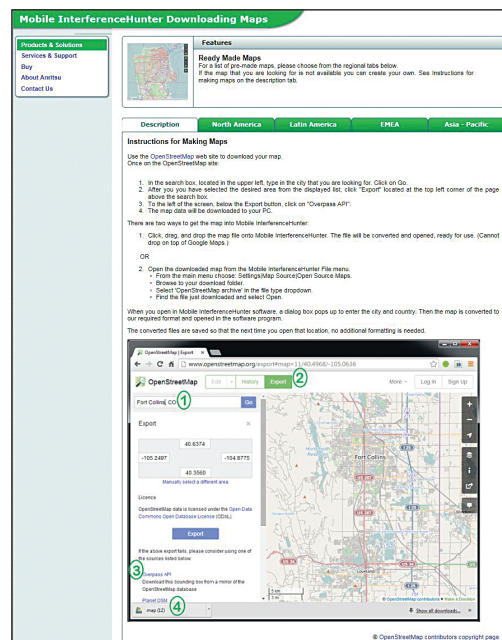 Mobile InterferenceHunter Downloading Maps
Products & Solutions
Services & Support
Buy
About Anritsu
Contact Us
Features
Ready Made Maps
For a list of pre-made maps, please choose from the regional tabs below.
If the map that you are looking for is not available you can create your own. See Instructions for
making maps on the description tab.
Description
North America
Latin America
EMEA
Asia - Pacific
Instructions for Making Maps
Use the OpenStreetMap web site to download your map.
Once on the OpenStreetMap site:
1. In the search box, located in the upper left, type in the city that you are looking for. Click on Go.
2. After you you have selected the desired area from the displayed list, click "Export" located at the top left corner of the page
above the search box.
3. To the left of the screen, below the Export button, click on "Overpass API".
4. The map data will be downloaded to your PC.
There are two ways to get the map into Mobile InterferenceHunter:
1. Click, drag, and drop the map file onto Mobile InterferenceHunter. The file will be converted and opened, ready for use. (Cannot
drop on top of Google Maps.)
OR
2. Open the downloaded map from the Mobile InterferenceHunter File menu.
• From the main menu choose: Settings|Map Source|Open Source Maps.
• Browse to your download folder.
• Select 'OpenStreetMap archive' in the file type dropdown.
• Find the file just downloaded and select Open.
When you open in Mobile InterferenceHunter software, a dialog box pops up to enter the city and country. Then the map is converted to
our required format and opened in the software program.
The converted files are saved so that the next time you open that location, no additional formatting is needed.
OpenStreetMap | Export
www.openstreetmap.org/export#map=11/40.4968/-105.0636
OpenStreetMap
Edit
History
Export
2
More
Log In
Sign Up
Fort Collins, CO
1
Go
Export
40.6374
-105.2497
-104.8775
40.3560
Manually select a different area
Licence
OpenStreetMap data is licensed under the Open Data
Commons Open Database License (ODbL).
Export
If the above export fails, please consider using one of
the sources listed below:
3
Overpass API
Download this bounding box from a mirror of the
OpenStreetMap database
Planet OSM
Fort Collins
Loveland
5 km
3 mi
© OpenStreetMap contributors ♥ Make a Donation
map (12)
4
Show all downloads...
© OpenStreetMap contributors copyright page